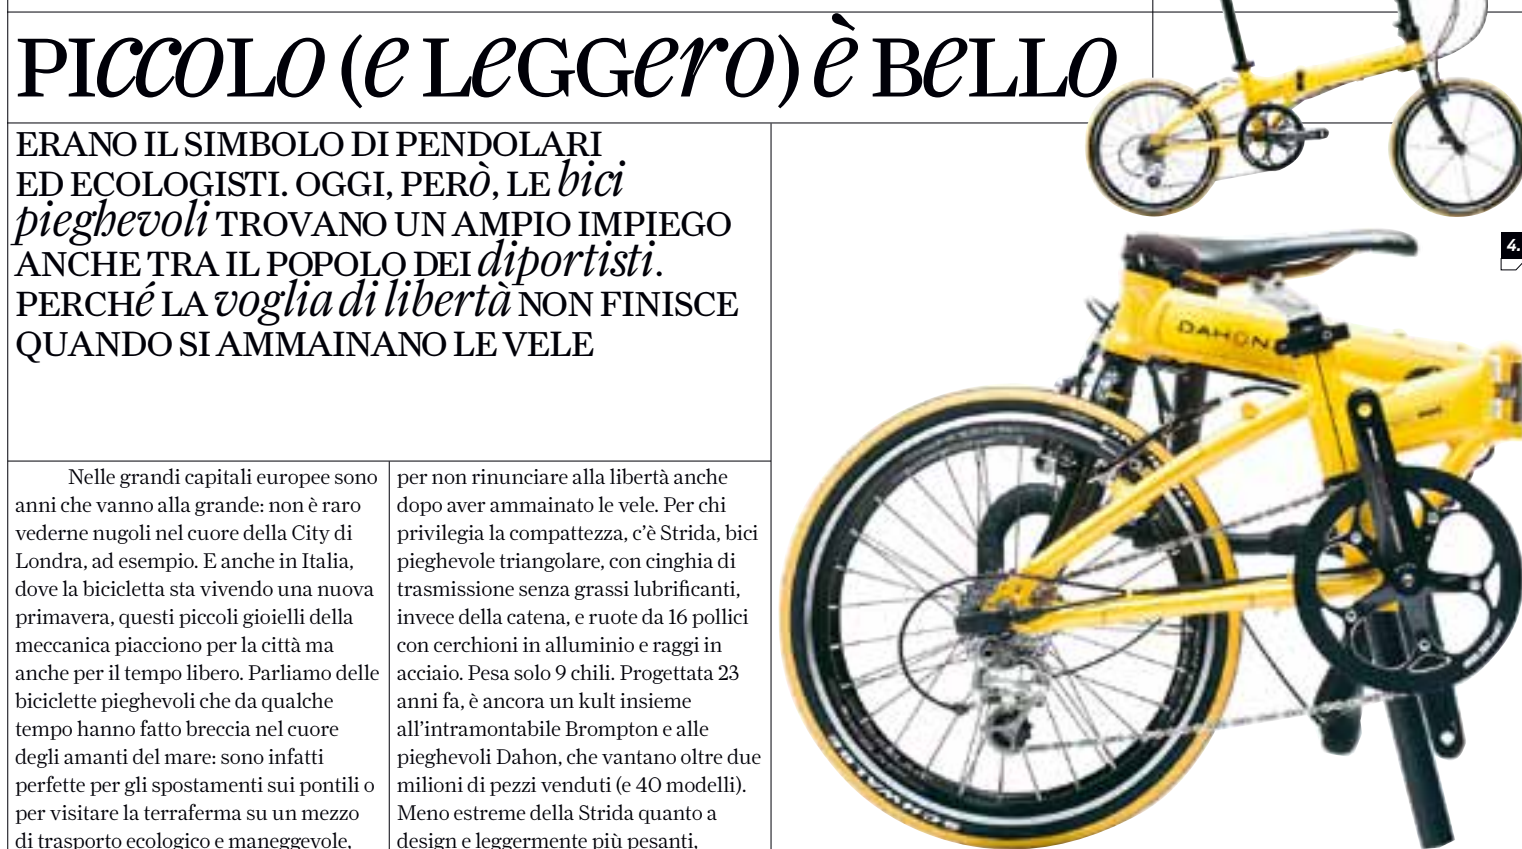 PIccoLo (e LeGGero) è BeLLo
ERANO IL SIMBOLO DI PENDOLARI
ED ECOLOGISTI. OGGI, PERò, LE bici
pieghevoli TROVANO UN AMPIO IMPIEGO
ANCHE TRA IL POPOLO DEI diportisti.
PERCHé LA voglia di libertà NON FINISCE
QUANDO SI AMMAINANO LE VELE
Nelle grandi capitali europee sono
anni che vanno alla grande: non è raro
vederne nugoli nel cuore della City di
Londra, ad esempio. E anche in Italia,
dove la bicicletta sta vivendo una nuova
primavera, questi piccoli gioielli della
meccanica piacciono per la città ma
anche per il tempo libero. Parliamo delle
biciclette pieghevoli che da qualche
tempo hanno fatto breccia nel cuore
degli amanti del mare: sono infatti
perfette per gli spostamenti sui pontili o
per visitare la terraferma su un mezzo
di trasporto ecologico e maneggevole,
per non rinunciare alla libertà anche
dopo aver ammainato le vele. Per chi
privilegia la compattezza, c’è Strida, bici
pieghevole triangolare, con cinghia di
trasmissione senza grassi lubrificanti,
invece della catena, e ruote da 16 pollici
con cerchioni in alluminio e raggi in
acciaio. Pesa solo 9 chili. Progettata 23
anni fa, è ancora un kult insieme
all’intramontabile Brompton e alle
pieghevoli Dahon, che vantano oltre due
milioni di pezzi venduti (e 40 modelli).
Meno estreme della Strida quanto a
design e leggermente più pesanti,
4.
DAHON
SCHWALBE